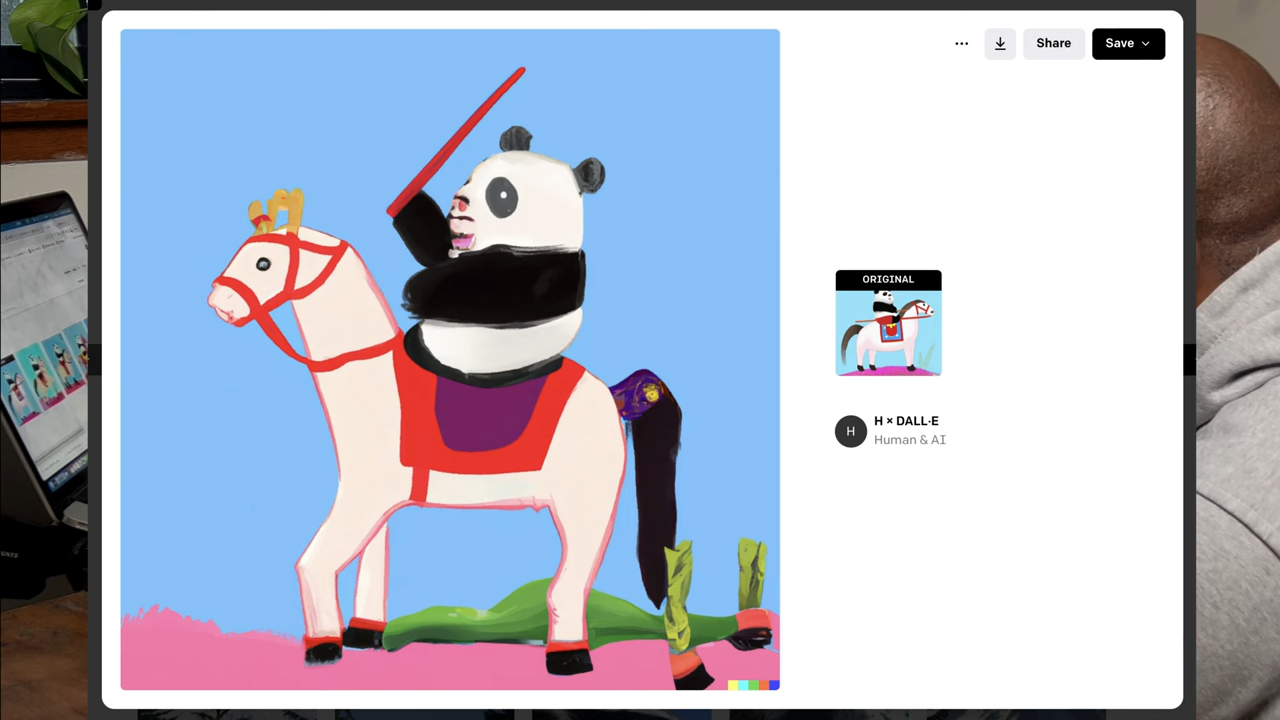 Share
Save
ORIGINAL
H
H × DALL·E
Human & AI